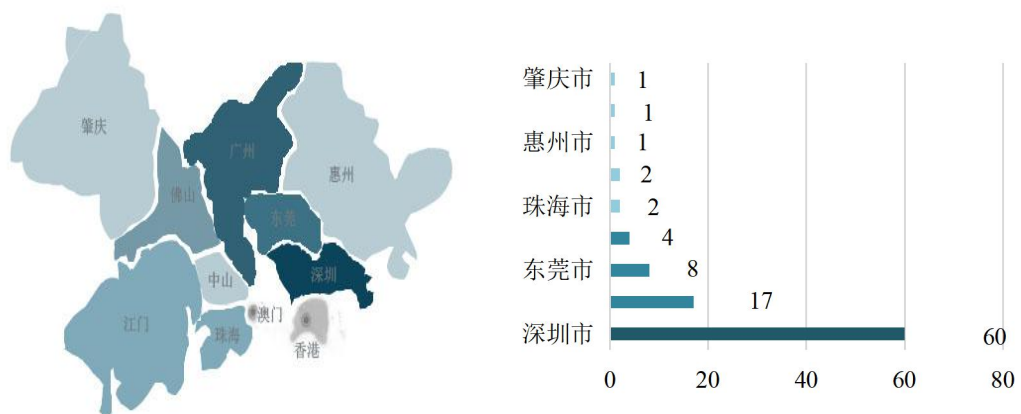 肇庆
广州
惠州
佛山
东莞
深圳
中山
澳门
江门
珠海
香港
肇庆市 1
1
惠州市 1
2
珠海市 2
4
东莞市 8
17
深圳市 60
0 20 40 60 80